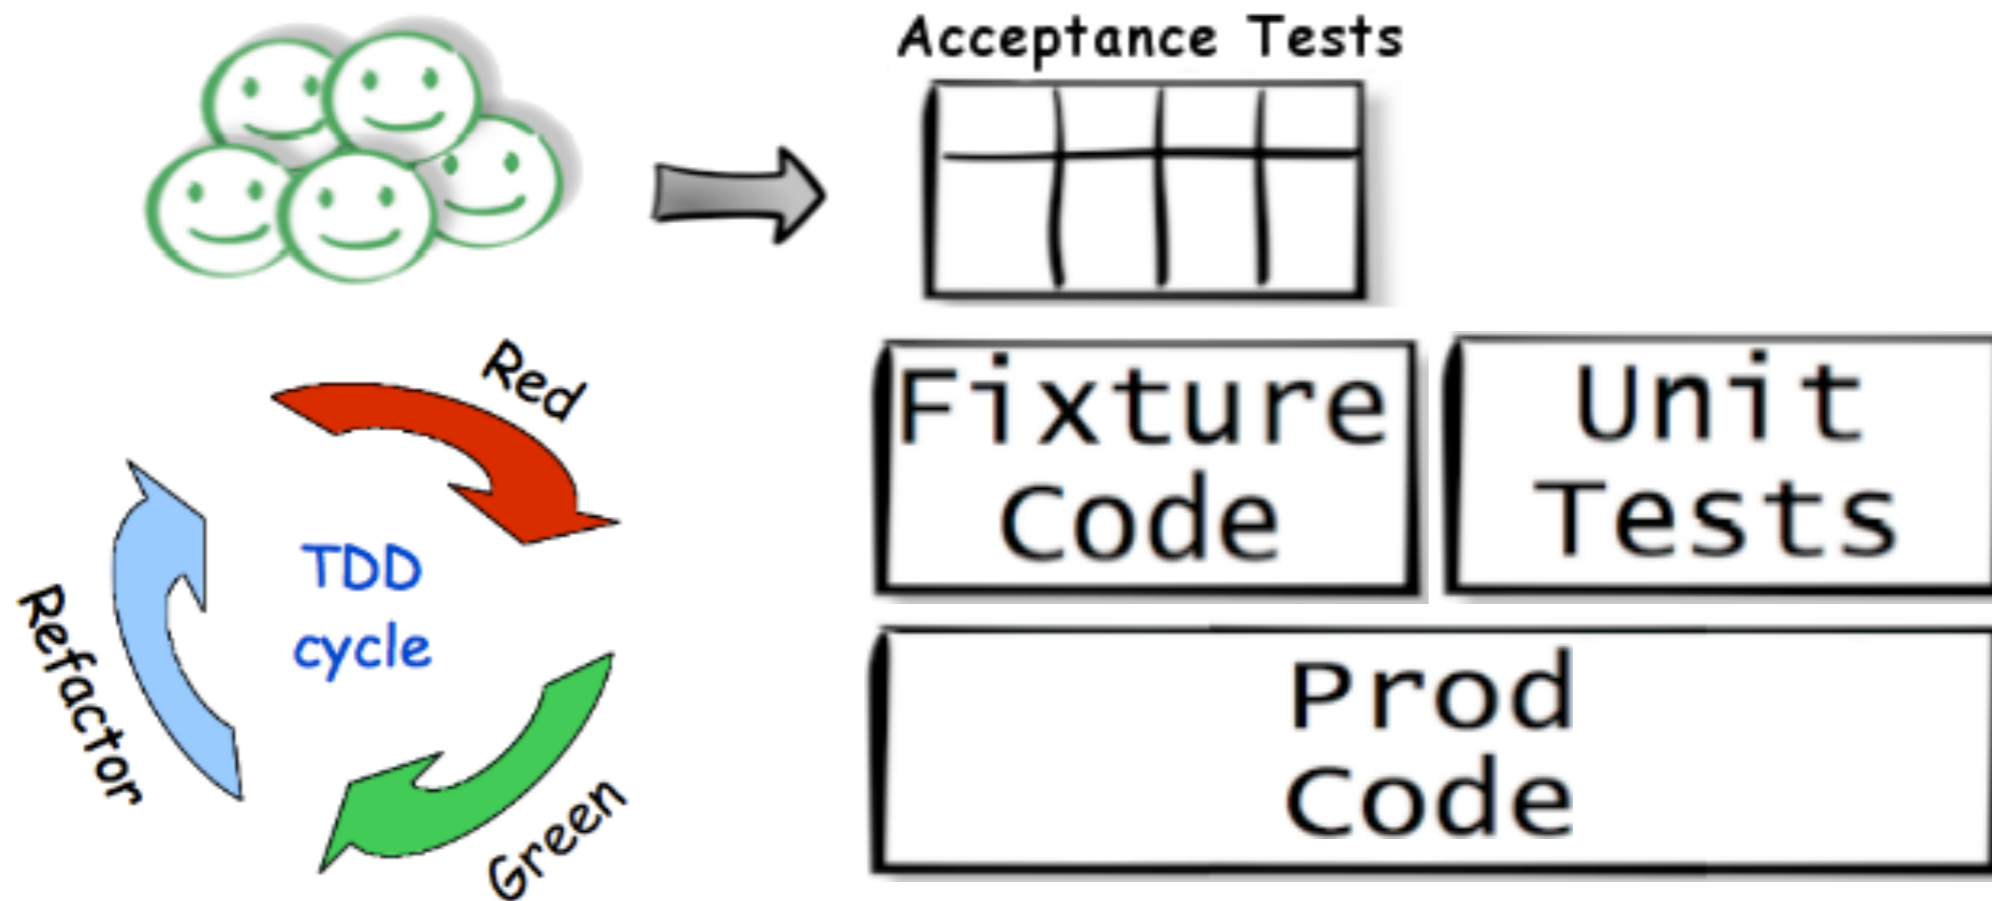 Acceptance Tests
Red
TDD
cycle
Refactor
Green
Fixture
Code
Unit
Tests
Prod
Code